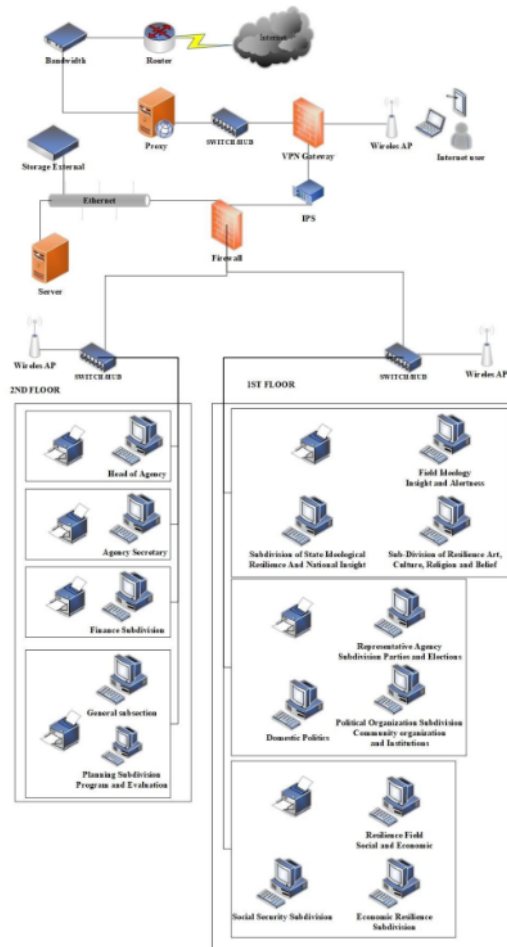 Internet
Bandwidth
Router
Proxy
SWITCH/HUB
VPN Gateway
Wireles AP
Internet user
Storage External
Ethernet
IPS
Firewall
Server
Wireles AP
SWITCH/HUB
SWITCH/HUB
Wireles AP
2ND FLOOR
1ST FLOOR
Head of Agency
Agency Secretary
Finance Subdivision
General subsection
Planning Subdivision
Program and Evaluation
Field Ideology
Insight and Alertness
Subdivision of State Ideological
Resilience And National Insight
Sub-Division of Resilience Art,
Culture, Religion and Belief
Representative Agency
Subdivision Parties and Elections
Domestic Politics
Political Organization Subdivision
Community organization
and Institutions
Resilience Field
Social and Economic
Social Security Subdivision
Economic Resilience
Subdivision